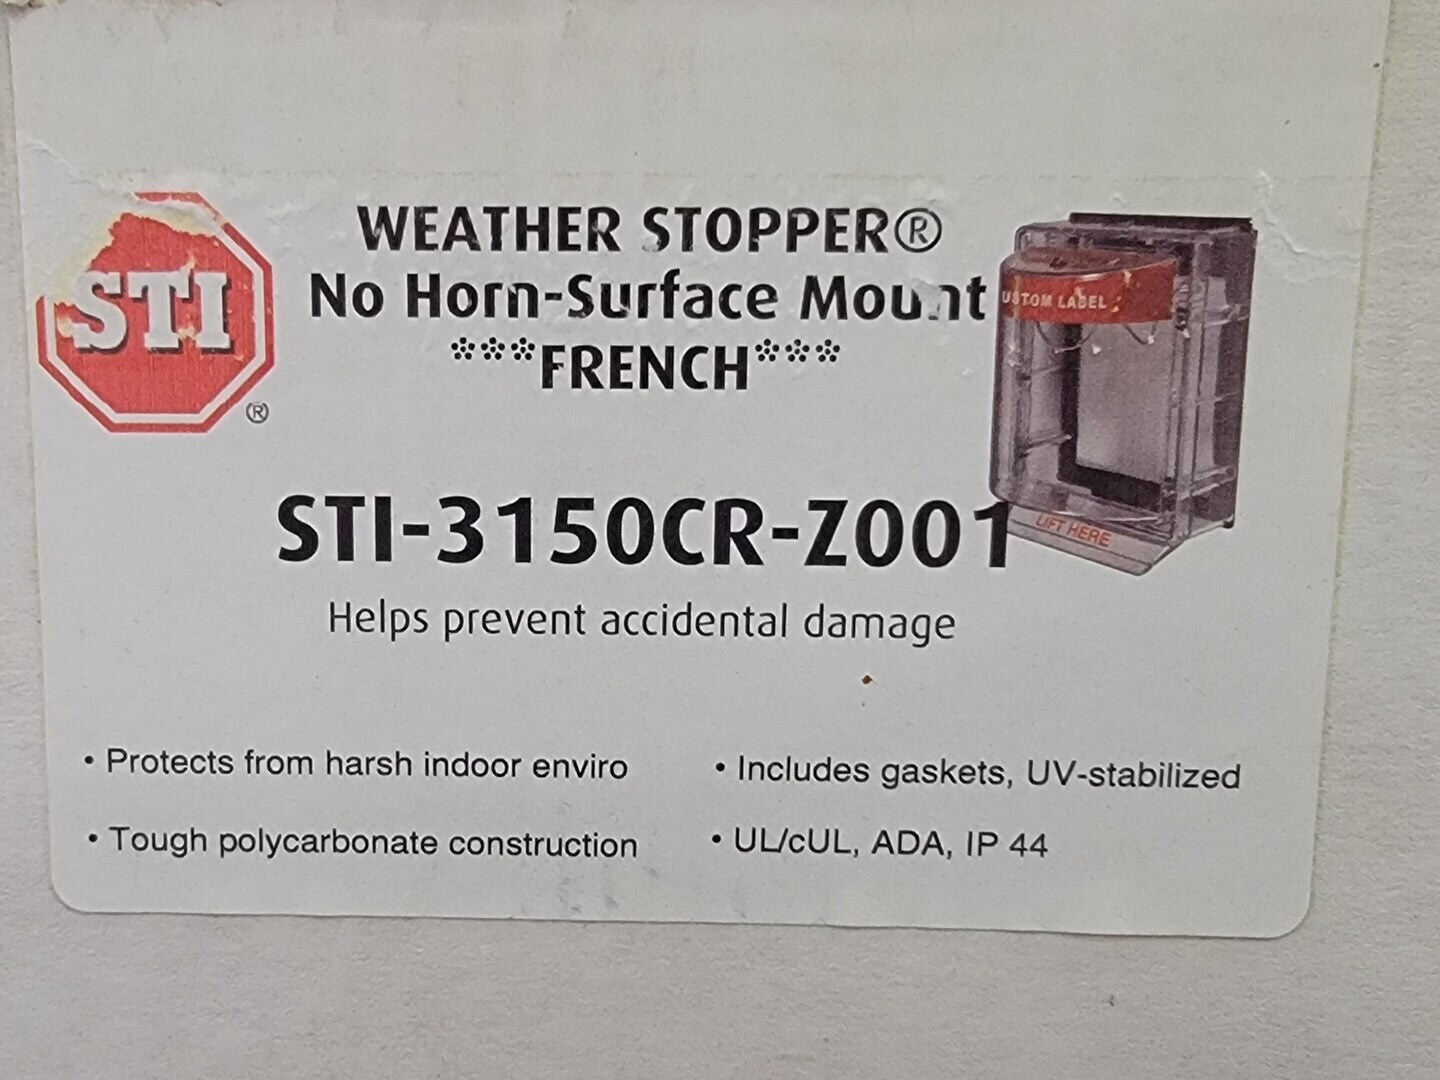 STI
®
WEATHER STOPPER®
No Horn-Surface Mount
***FRENCH***
USTOM LABEL
LIFT HERE
STI-3150CR-Z001
Helps prevent accidental damage
• Protects from harsh indoor enviro
• Tough polycarbonate construction
• Includes gaskets, UV-stabilized
• UL/cUL, ADA, IP 44